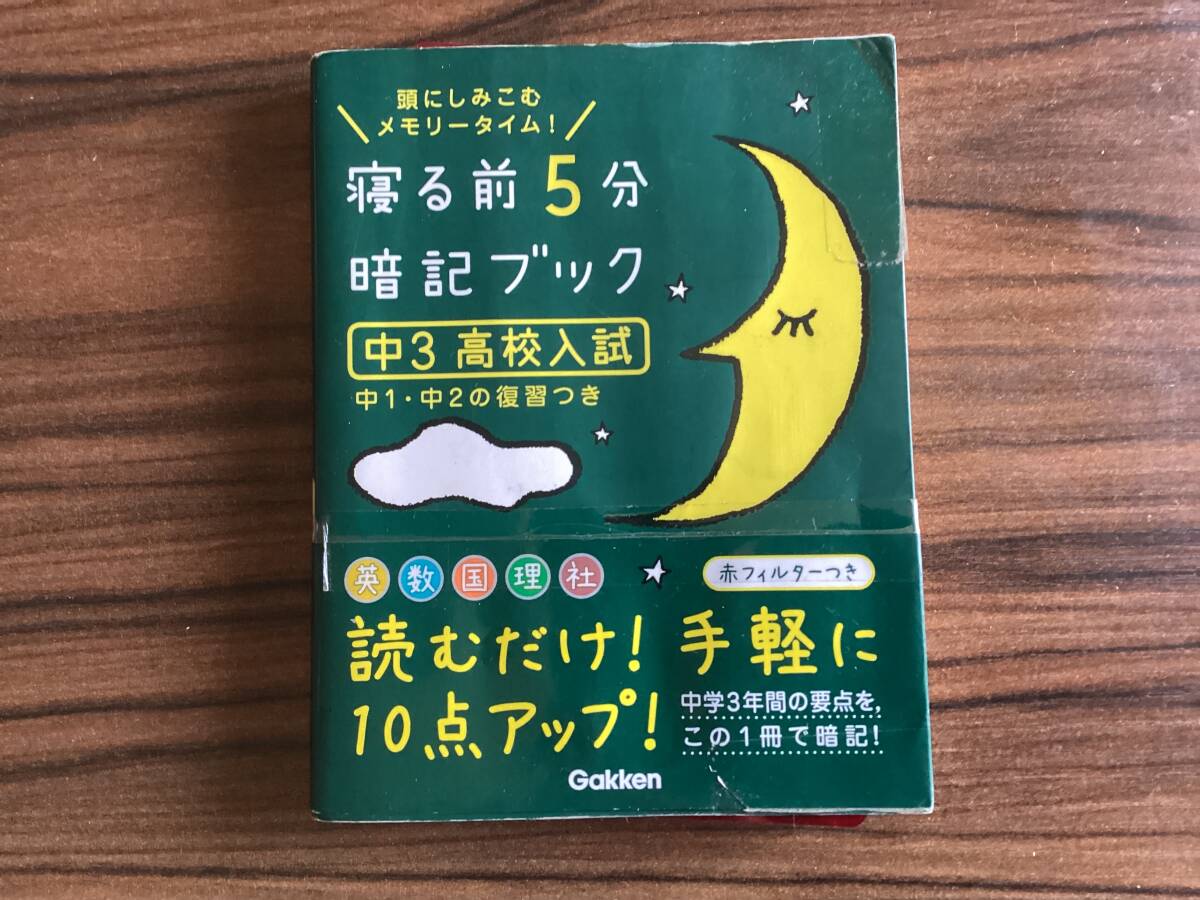 頭にしみこむ
メモリータイム!
寝る前5分
暗記ブック
中3 高校入試
中1・中2の復習つき
英数国理社
赤フィルターつき
読むだけ! 手軽に
10点アップ!
中学3年間の要点を,
この1冊で暗記!
Gakken